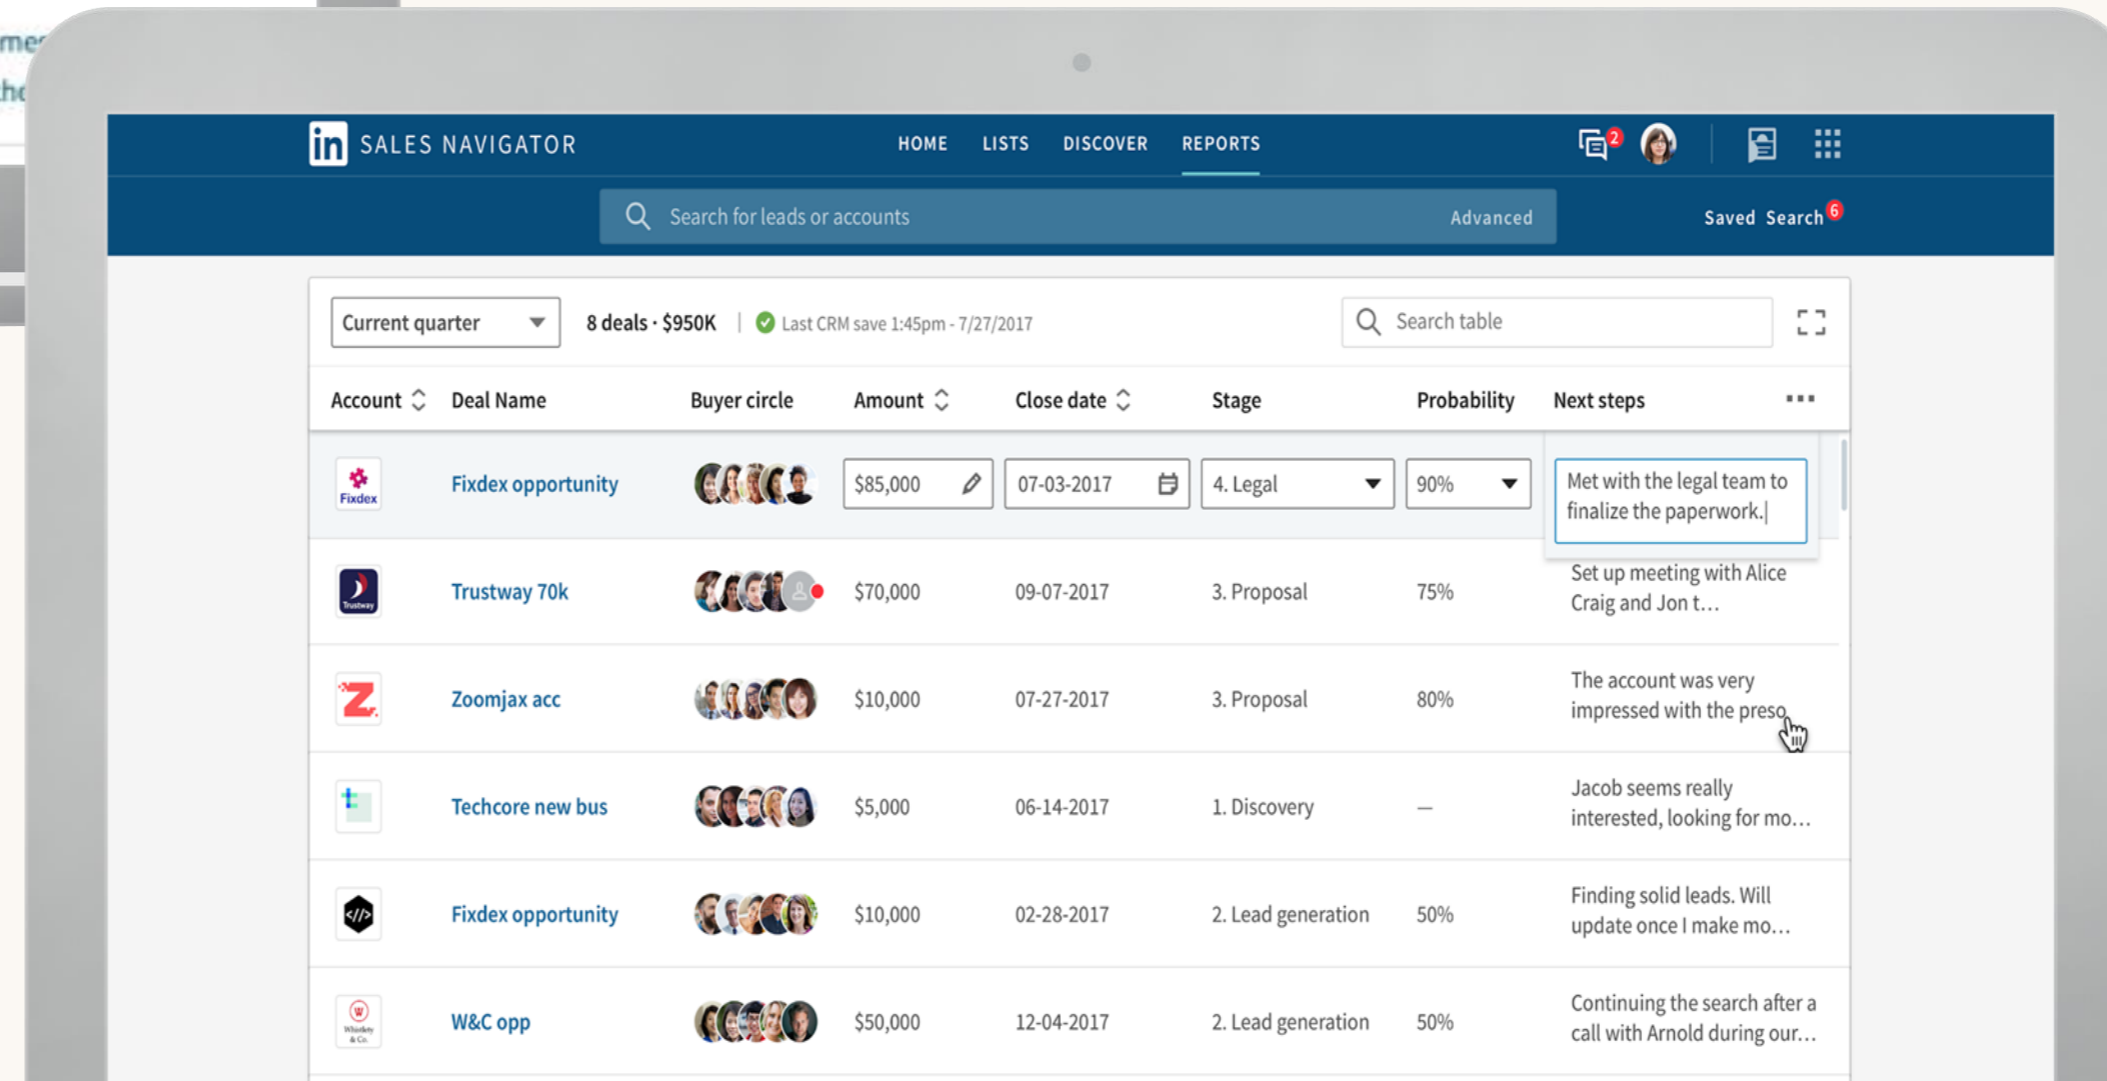 in SALES NAVIGATOR HOME LISTS DISCOVER REPORTS 2
Search for leads or accounts Advanced Saved Search 6
Current quarter 8 deals · $950K Last CRM save 1:45pm - 7/27/2017 Search table
Account Deal Name Buyer circle Amount Close date Stage Probability Next steps
Fixdex Fixdex opportunity $85,000 07-03-2017 4. Legal 90% Met with the legal team to
finalize the paperwork.
Trustway Trustway 70k $70,000 09-07-2017 3. Proposal 75% Set up meeting with Alice
Craig and Jon t...
Z Zoomjax acc $10,000 07-27-2017 3. Proposal 80% The account was very
impressed with the preso
t Techcore new bus $5,000 06-14-2017 1. Discovery — Jacob seems really
interested, looking for mo...
</> Fixdex opportunity $10,000 02-28-2017 2. Lead generation 50% Finding solid leads. Will
update once I make mo...
W & Co. W&C opp $50,000 12-04-2017 2. Lead generation 50% Continuing the search after a
call with Arnold during our...